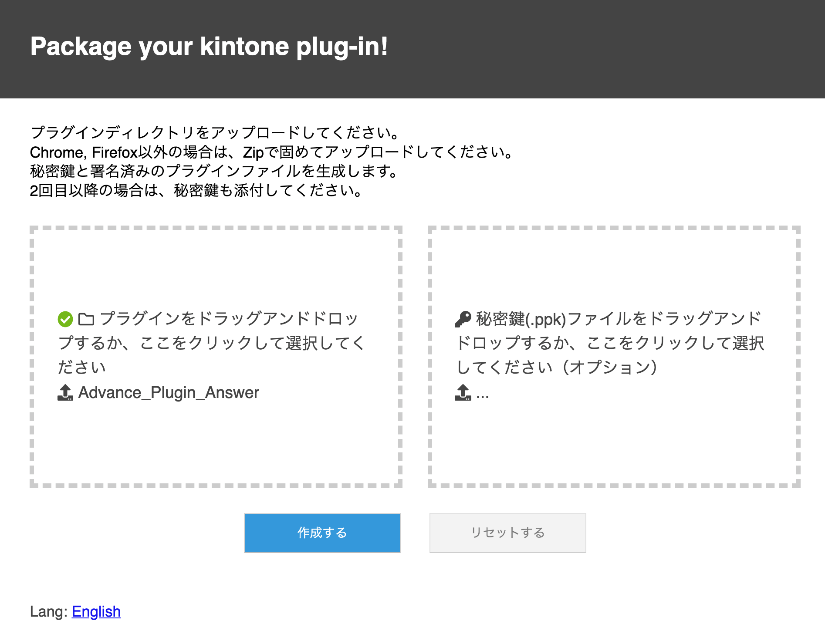 Package your kintone plug-in!
プラグインディレクトリをアップロードしてください。
Chrome, Firefox以外の場合は、Zipで固めてアップロードしてください。
秘密鍵と署名済みのプラグインファイルを生成します。
2回目以降の場合は、秘密鍵も添付してください。
プラグインをドラッグアンドドロッ
プするか、ここをクリックして選択してく
ださい
Advance_Plugin_Answer
秘密鍵(.ppk)ファイルをドラッグアンド
ドロップするか、ここをクリックして選択
してください（オプション）
...
作成する
リセットする
Lang: English